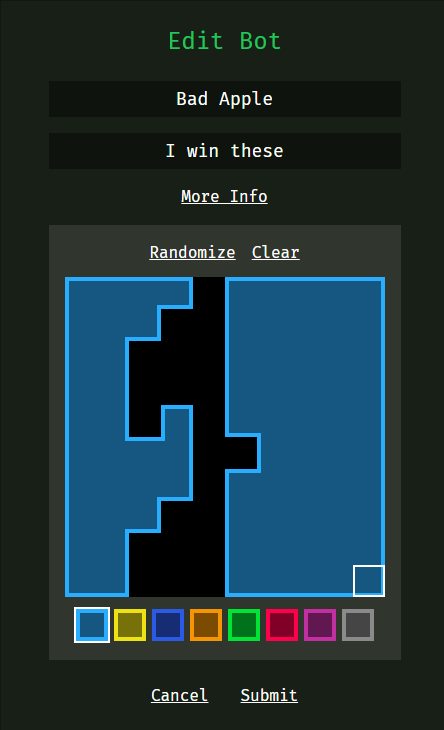 Edit Bot
Bad Apple
I win these
More Info
Randomize Clear
Cancel Submit